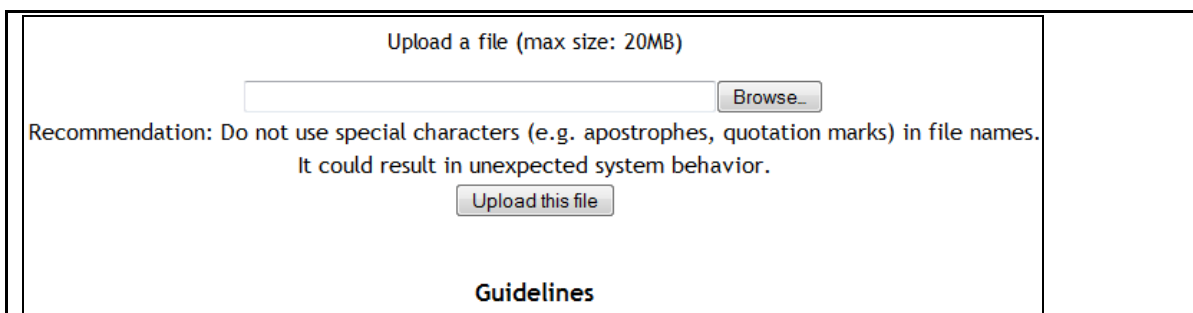 Upload a file (max size: 20MB)
Browse...
Recommendation: Do not use special characters (e.g. apostrophes, quotation marks) in file names.
It could result in unexpected system behavior.
Upload this file
Guidelines